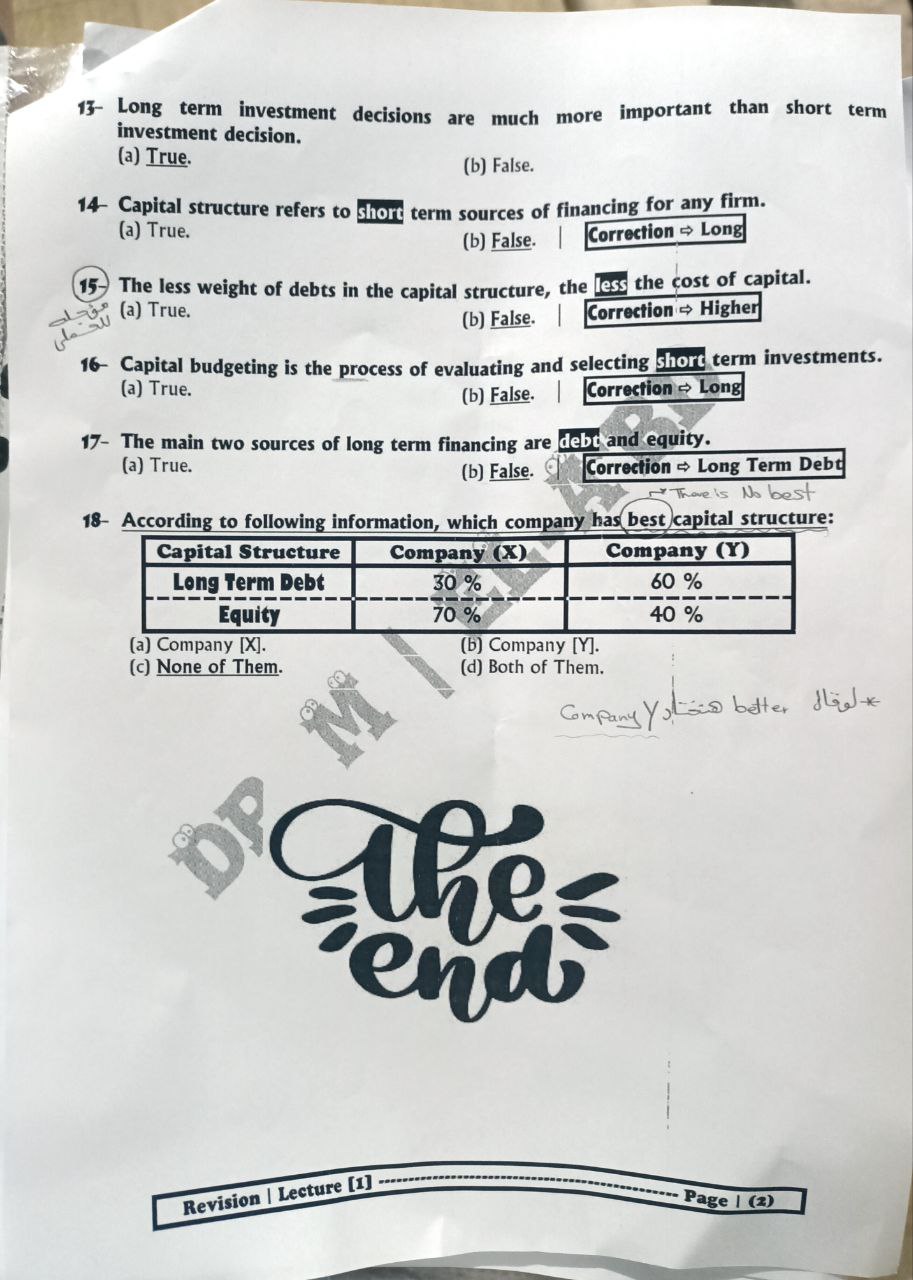 13- Long term investment decisions are much more important than short term
investment decision.
(a) True. (b) False.
14- Capital structure refers to short term sources of financing for any firm.
(a) True. (b) False. | Correction ⇨ Long
15- The less weight of debts in the capital structure, the less the cost of capital.
(a) True. (b) False. | Correction ⇨ Higher
16- Capital budgeting is the process of evaluating and selecting short term investments.
(a) True. (b) False. | Correction ⇨ Long
17- The main two sources of long term financing are debt and equity.
(a) True. (b) False. Correction ⇨ Long Term Debt
There is No best
18- According to following information, which company has best capital structure:
Capital Structure Company (X) Company (Y)
Long Term Debt 30 % 60 %
Equity 70 % 40 %
(a) Company [X]. (b) Company [Y].
(c) None of Them. (d) Both of Them.
* لو قال better هنختار Company Y
DR M | EL-ABD
the
end
Revision | Lecture [1] Page | (2)